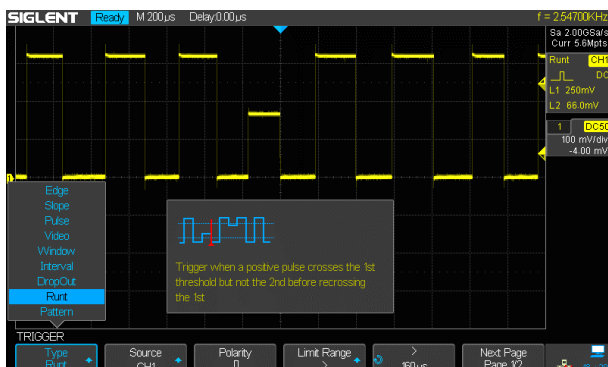 SIGLENT Ready M 200µs Delay:0.00µs f = 2.54700KHz
Sa 2.00GSa/s
Curr 5.6Mpts
Runt CH1
DC
L1 250mV
L2 66.0mV
1 DC50
100 mV/div
-4.00 mV
1
Edge
Slope
Pulse
Video
Window
Interval
DropOut
Runt
Pattern
Trigger when a positive pulse crosses the 1st
threshold but not the 2nd before recrossing
the 1st
TRIGGER
Type Source Polarity Limit Range > Next Page
Runt CH1 > 160µs Page 1/2